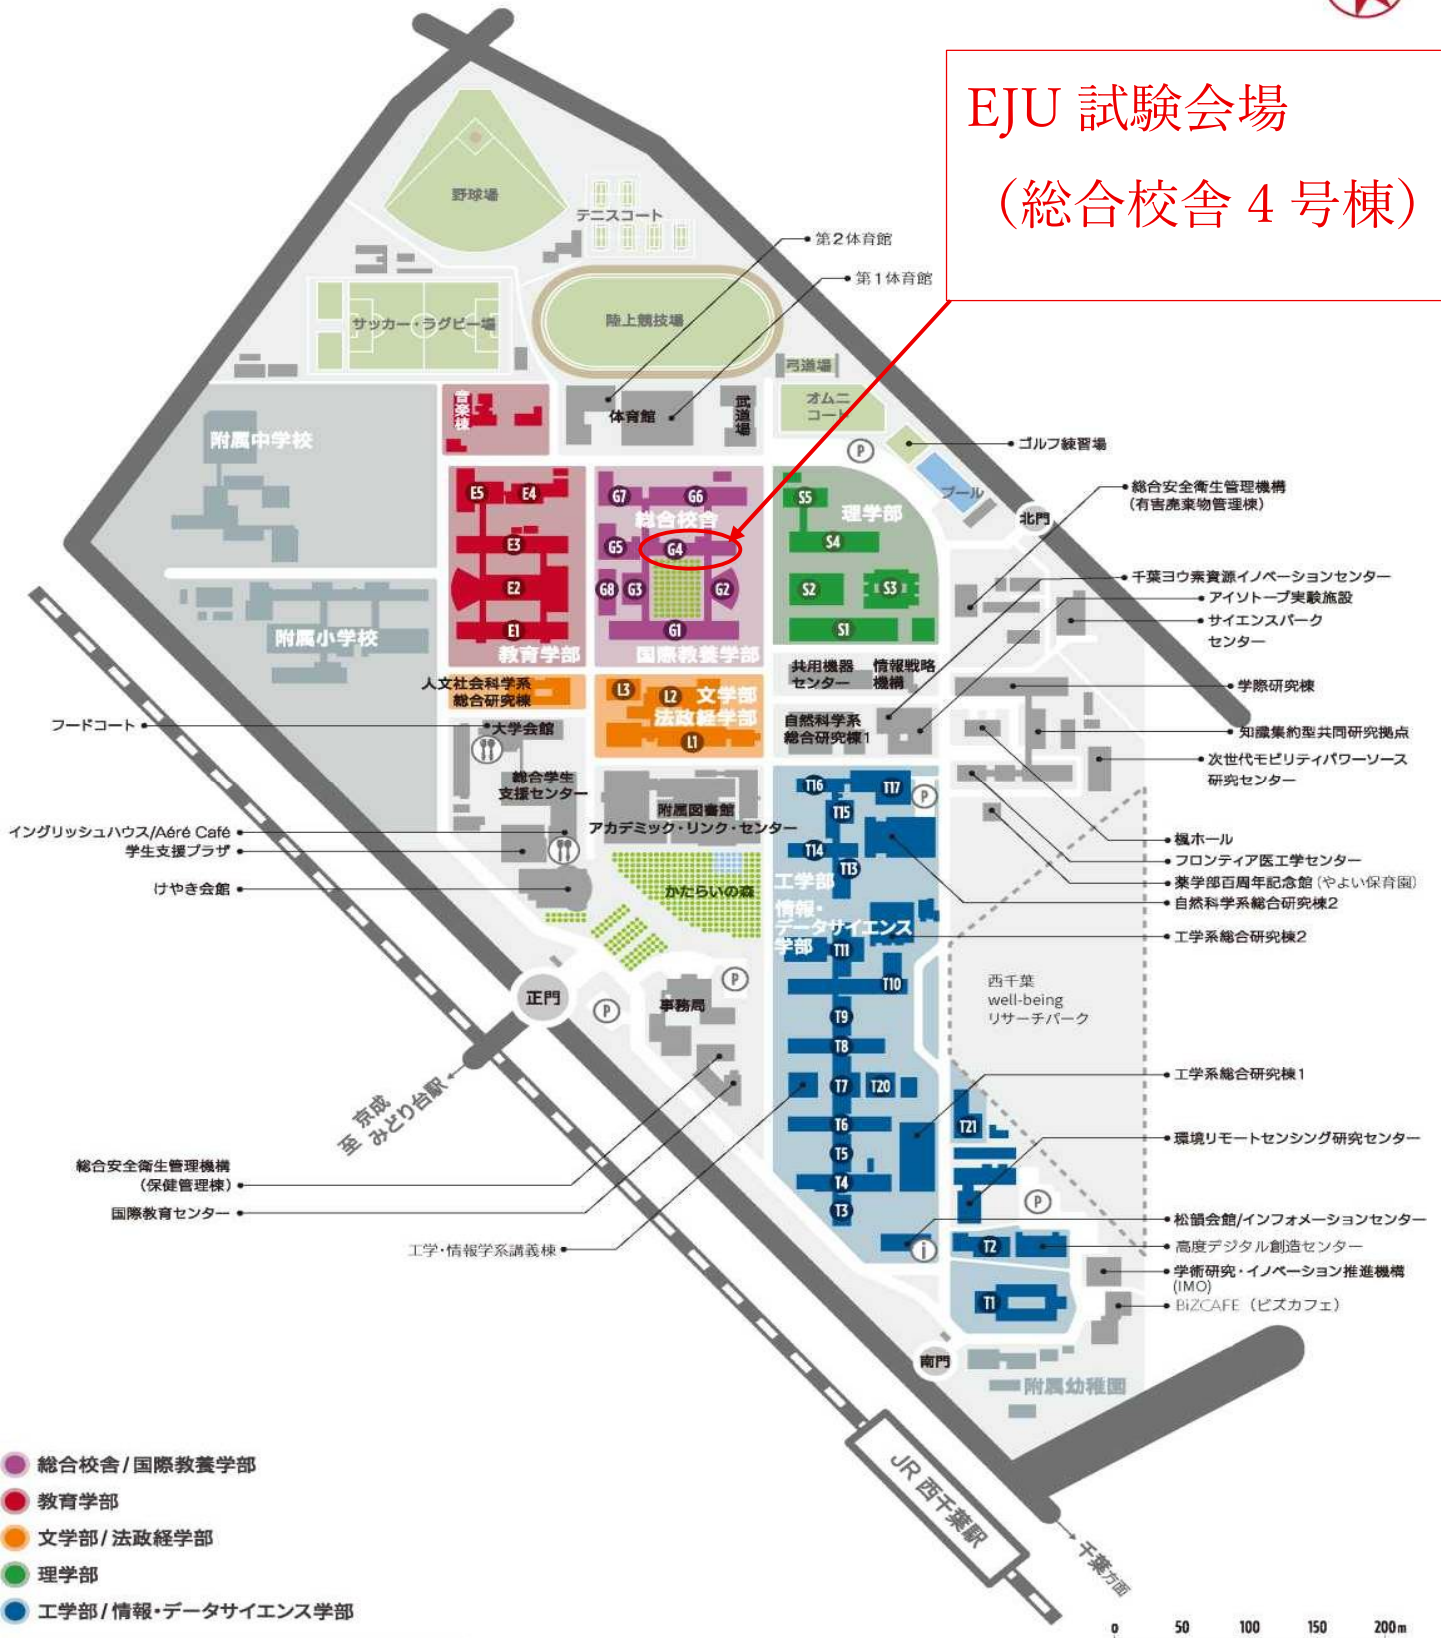 EJU 試験会場
（総合校舎 4 号棟）
野球場
テニスコート
第2体育館
第1体育館
サッカー・ラグビー場
陸上競技場
弓道場
オムニ
コート
音楽棟
体育館
武道場
附属中学校
ゴルフ練習場
P
プール
北門
総合安全衛生管理機構
(有害廃棄物管理棟)
E5
E4
G7
G6
S5
総合校舎
理学部
E3
G5
G4
S4
E2
G8
G3
G2
S2
S3
千葉ヨウ素資源イノベーションセンター
アイソトープ実験施設
サイエンスパーク
センター
附属小学校
E1
G1
S1
教育学部
国際教養学部
共用機器
センター
情報戦略
機構
学際研究棟
人文社会科学系
総合研究棟
L3
L2
文学部
法政経学部
L1
自然科学系
総合研究棟1
知識集約型共同研究拠点
フードコート
大学会館
次世代モビリティパワーソース
研究センター
総合学生
支援センター
T16
T17
P
T15
附属図書館
アカデミック・リンク・センター
イングリッシュハウス/Aéré Café
学生支援プラザ
T14
T13
楓ホール
フロンティア医工学センター
けやき会館
かたらいの森
工学部
情報・
データサイエンス
学部
薬学部百周年記念館 (やよい保育園)
自然科学系総合研究棟2
工学系総合研究棟2
T11
T10
P
西千葉
well-being
リサーチパーク
正門
P
事務局
T9
T8
至 京成
みどり台駅
T7
T20
工学系総合研究棟1
T6
T21
環境リモートセンシング研究センター
T5
総合安全衛生管理機構
(保健管理棟)
T4
P
国際教育センター
T3
松韻会館/インフォメーションセンター
工学・情報学系講義棟
i
T2
高度デジタル創造センター
学術研究・イノベーション推進機構
(IMO)
T1
BiZCAFE（ビズカフェ）
南門
附属幼稚園
JR 西千葉駅
千葉方面
総合校舎/国際教養学部
教育学部
文学部/法政経学部
理学部
工学部/情報・データサイエンス学部
0 50 100 150 200m